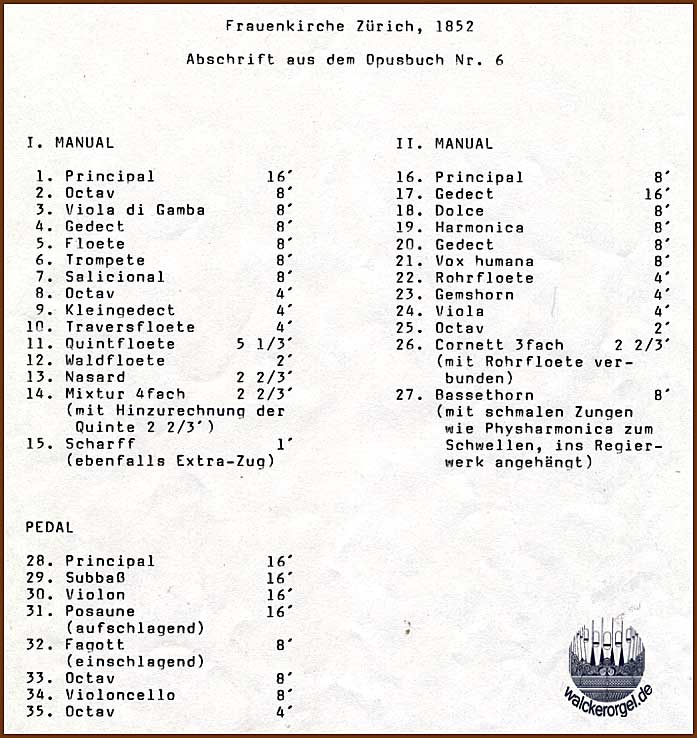 Frauenkirche Zürich, 1852
Abschrift aus dem Opusbuch Nr. 6
I. MANUAL
1. Principal 16´
2. Octav 8´
3. Viola di Gamba 8´
4. Gedect 8´
5. Floete 8´
6. Trompete 8´
7. Salicional 8´
8. Octav 4´
9. Kleingedect 4´
10. Traversfloete 4´
11. Quintfloete 5 1/3´
12. Waldfloete 2´
13. Nasard 2 2/3´
14. Mixtur 4fach 2 2/3´
(mit Hinzurechnung der
Quinte 2 2/3´)
15. Scharff 1´
(ebenfalls Extra-Zug)
II. MANUAL
16. Principal 8´
17. Gedect 16´
18. Dolce 8´
19. Harmonica 8´
20. Gedect 8´
21. Vox humana 8´
22. Rohrfloete 4´
23. Gemshorn 4´
24. Viola 4´
25. Octav 2´
26. Cornett 3fach 2 2/3´
(mit Rohrfloete ver-
bunden)
27. Bassethorn 8´
(mit schmalen Zungen
wie Physharmonica zum
Schwellen, ins Regier-
werk angehängt)
PEDAL
28. Principal 16´
29. Subbaß 16´
30. Violon 16´
31. Posaune 16´
(aufschlagend)
32. Fagott 8´
(einschlagend)
33. Octav 8´
34. Violoncello 8´
35. Octav 4´
walckerorgel.de